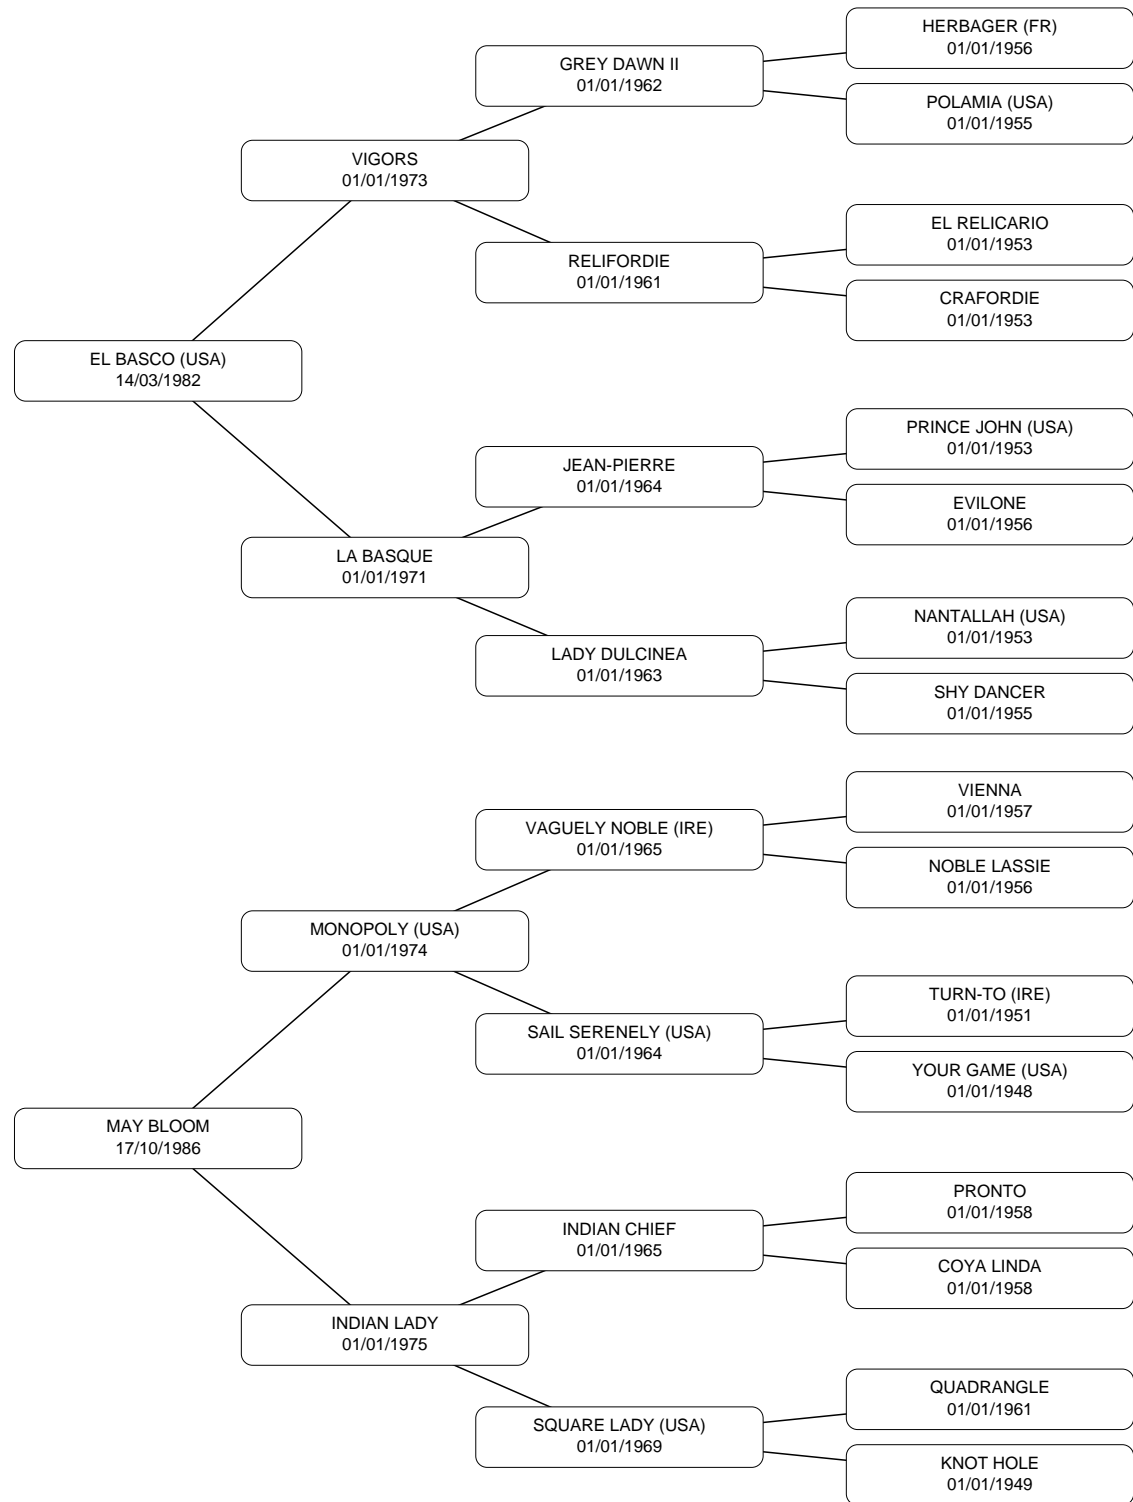 HERBAGER (FR)
01/01/1956
GREY DAWN II
01/01/1962
POLAMIA (USA)
01/01/1955
VIGORS
01/01/1973
EL RELICARIO
01/01/1953
RELIFORDIE
01/01/1961
CRAFORDIE
01/01/1953
EL BASCO (USA)
14/03/1982
PRINCE JOHN (USA)
01/01/1953
JEAN-PIERRE
01/01/1964
EVILONE
01/01/1956
LA BASQUE
01/01/1971
NANTALLAH (USA)
01/01/1953
LADY DULCINEA
01/01/1963
SHY DANCER
01/01/1955
VIENNA
01/01/1957
VAGUELY NOBLE (IRE)
01/01/1965
NOBLE LASSIE
01/01/1956
MONOPOLY (USA)
01/01/1974
TURN-TO (IRE)
01/01/1951
SAIL SERENELY (USA)
01/01/1964
YOUR GAME (USA)
01/01/1948
MAY BLOOM
17/10/1986
PRONTO
01/01/1958
INDIAN CHIEF
01/01/1965
COYA LINDA
01/01/1958
INDIAN LADY
01/01/1975
QUADRANGLE
01/01/1961
SQUARE LADY (USA)
01/01/1969
KNOT HOLE
01/01/1949